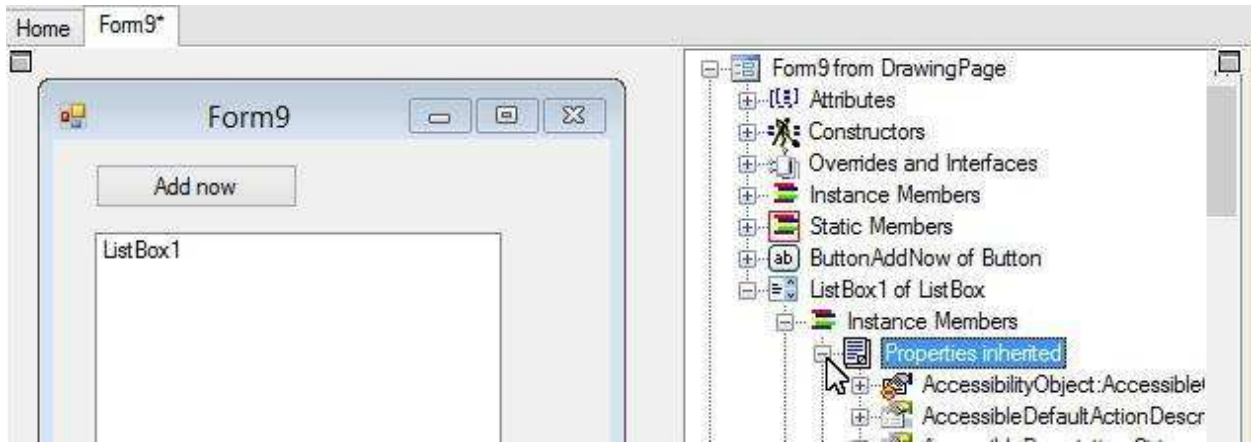 Home
Form9*
Form9
Add now
ListBox1
Form9 from DrawingPage
Attributes
Constructors
Overrides and Interfaces
Instance Members
Static Members
ab ButtonAddNow of Button
ListBox1 of ListBox
Instance Members
Properties inherited
AccessibilityObject:Accessible
AccessibleDefaultActionDescr